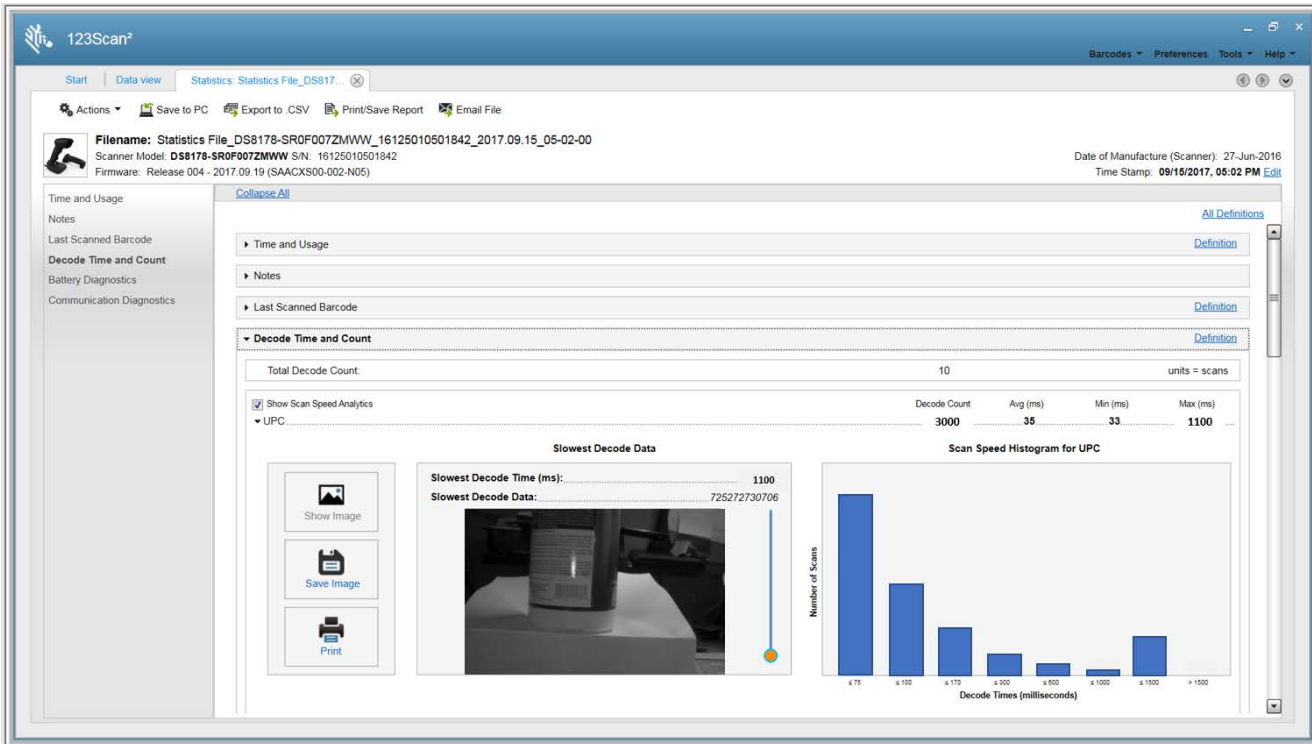 123Scan²
Barcodes Preferences Tools Help
Start Data view Statistics: Statistics File_DS817...
Actions Save to PC Export to .CSV Print/Save Report Email File
Filename: Statistics File_DS8178-SR0F007ZMWW_16125010501842_2017.09.15_05-02-00
Scanner Model: DS8178-SR0F007ZMWW S/N: 16125010501842
Date of Manufacture (Scanner): 27-Jun-2016
Firmware: Release 004 - 2017.09.19 (SAACXS00-002-N05)
Time Stamp: 09/15/2017, 05:02 PM Edit
Time and Usage
Notes
Last Scanned Barcode
Decode Time and Count
Battery Diagnostics
Communication Diagnostics
Collapse All
All Definitions
Time and Usage Definition
Notes
Last Scanned Barcode Definition
Decode Time and Count Definition
Total Decode Count: 10 units = scans
Show Scan Speed Analytics Decode Count Avg (ms) Min (ms) Max (ms)
UPC 3000 35 33 1100
Slowest Decode Data
Show Image
Save Image
Print
Slowest Decode Time (ms): 1100
Slowest Decode Data: 725272730706
Scan Speed Histogram for UPC
Number of Scans
≤ 75 ≤ 100 ≤ 170 ≤ 300 ≤ 600 ≤ 1000 ≤ 1500 > 1500
Decode Times (milliseconds)